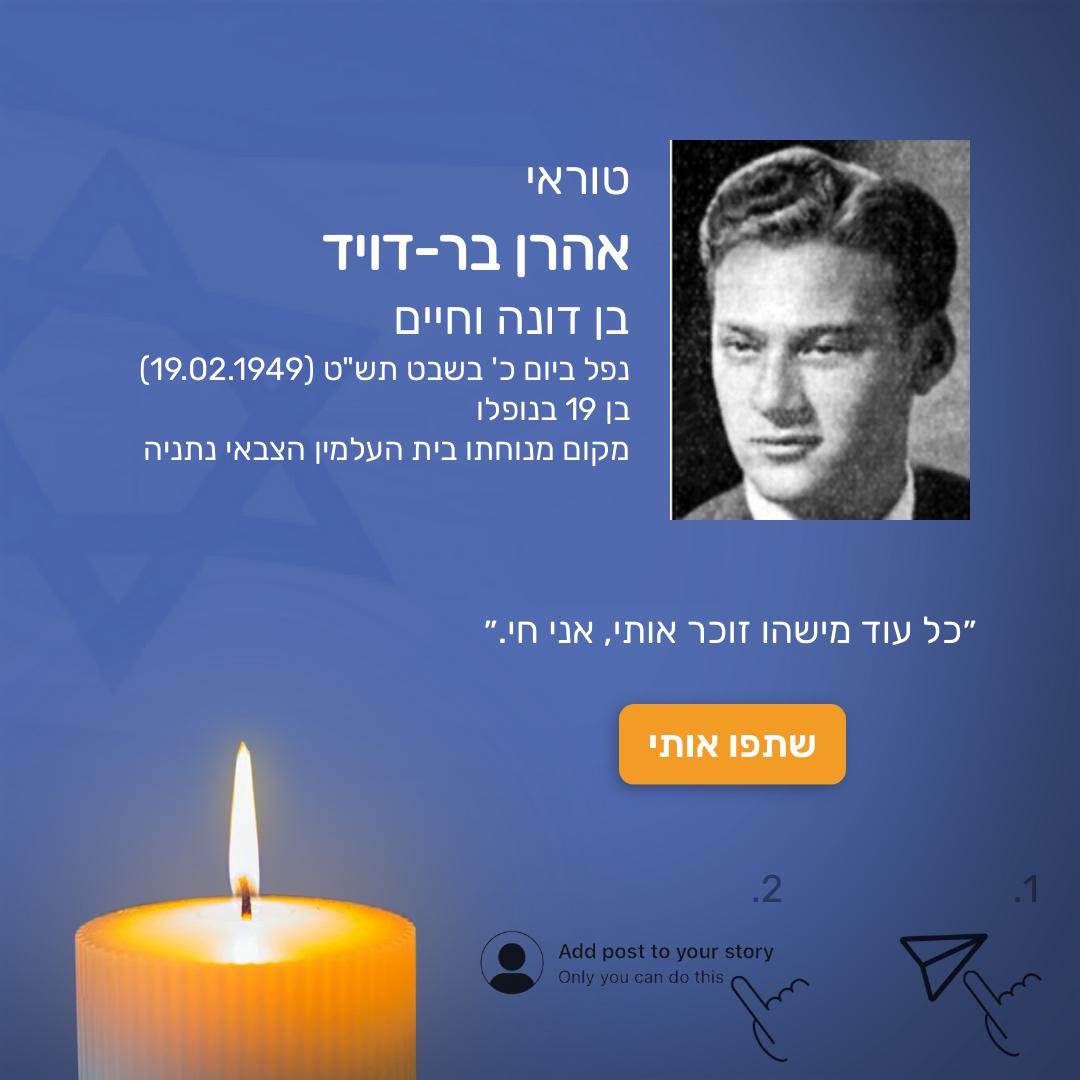 טוראי
אהרן בר-דויד
בן דונה וחיים
נפל ביום כ' בשבט תש"ט (19.02.1949)
בן 19 בנופלו
מקום מנוחתו בית העלמין הצבאי נתניה
״כל עוד מישהו זוכר אותי, אני חי.״
שתפו אותי
.1
.2
Add post to your story
Only you can do this